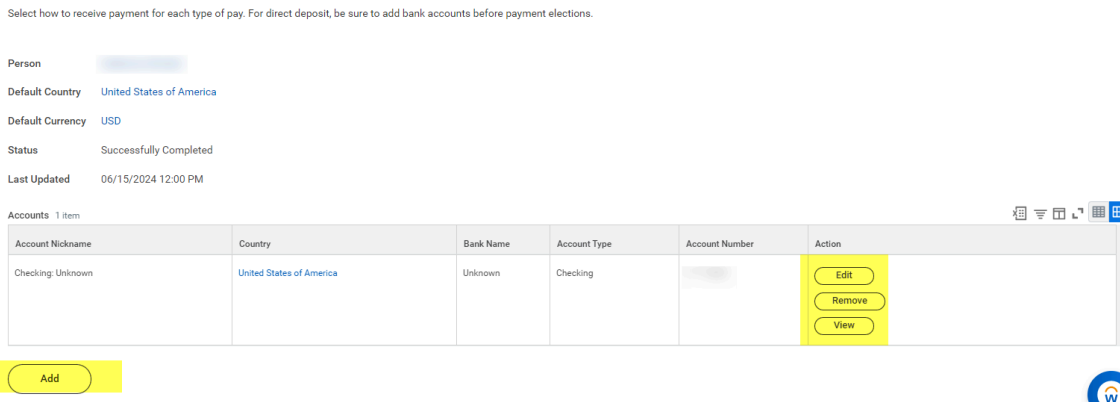 Select how to receive payment for each type of pay. For direct deposit, be sure to add bank accounts before payment elections.
Person
Default Country United States of America
Default Currency USD
Status Successfully Completed
Last Updated 06/15/2024 12:00 PM
Accounts 1 item
Account Nickname Country Bank Name Account Type Account Number Action
Checking: Unknown United States of America Unknown Checking Edit
Remove
View
Add
W